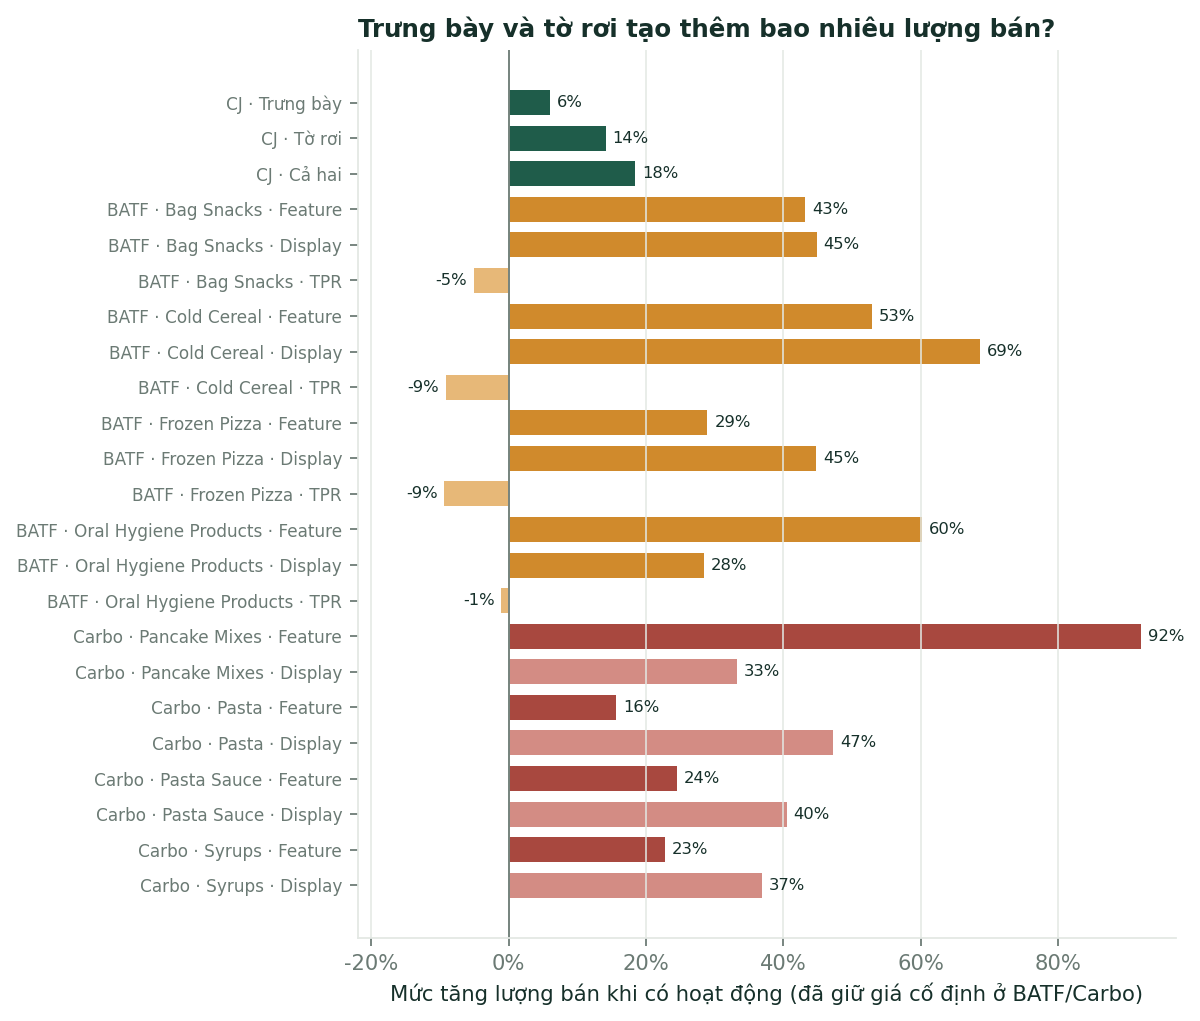 Trưng bày và tờ rơi tạo thêm bao nhiêu lượng bán?
CJ · Trưng bày 6%
CJ · Tờ rơi 14%
CJ · Cả hai 18%
BATF · Bag Snacks · Feature 43%
BATF · Bag Snacks · Display 45%
BATF · Bag Snacks · TPR -5%
BATF · Cold Cereal · Feature 53%
BATF · Cold Cereal · Display 69%
BATF · Cold Cereal · TPR -9%
BATF · Frozen Pizza · Feature 29%
BATF · Frozen Pizza · Display 45%
BATF · Frozen Pizza · TPR -9%
BATF · Oral Hygiene Products · Feature 60%
BATF · Oral Hygiene Products · Display 28%
BATF · Oral Hygiene Products · TPR -1%
Carbo · Pancake Mixes · Feature 92%
Carbo · Pancake Mixes · Display 33%
Carbo · Pasta · Feature 16%
Carbo · Pasta · Display 47%
Carbo · Pasta Sauce · Feature 24%
Carbo · Pasta Sauce · Display 40%
Carbo · Syrups · Feature 23%
Carbo · Syrups · Display 37%
-20% 0% 20% 40% 60% 80%
Mức tăng lượng bán khi có hoạt động (đã giữ giá cố định ở BATF/Carbo)